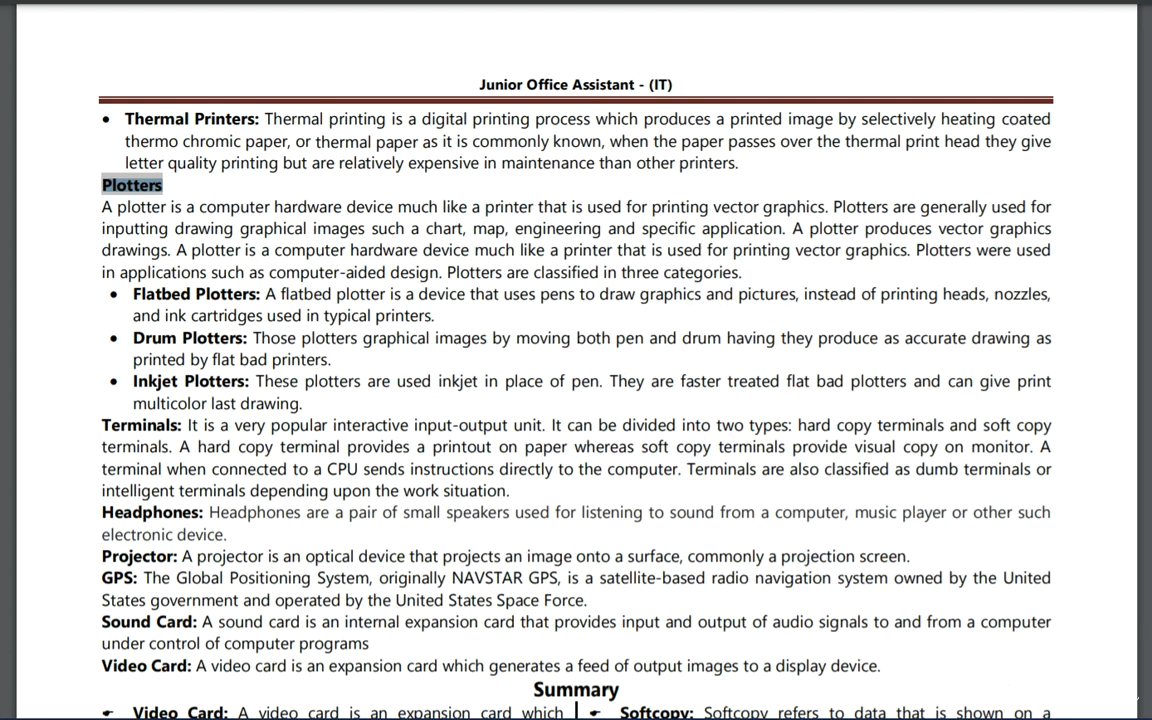 Junior Office Assistant - (IT)
• Thermal Printers: Thermal printing is a digital printing process which produces a printed image by selectively heating coated
thermo chromic paper, or thermal paper as it is commonly known, when the paper passes over the thermal print head they give
letter quality printing but are relatively expensive in maintenance than other printers.
Plotters
A plotter is a computer hardware device much like a printer that is used for printing vector graphics. Plotters are generally used for
inputting drawing graphical images such a chart, map, engineering and specific application. A plotter produces vector graphics
drawings. A plotter is a computer hardware device much like a printer that is used for printing vector graphics. Plotters were used
in applications such as computer-aided design. Plotters are classified in three categories.
• Flatbed Plotters: A flatbed plotter is a device that uses pens to draw graphics and pictures, instead of printing heads, nozzles,
and ink cartridges used in typical printers.
• Drum Plotters: Those plotters graphical images by moving both pen and drum having they produce as accurate drawing as
printed by flat bad printers.
• Inkjet Plotters: These plotters are used inkjet in place of pen. They are faster treated flat bad plotters and can give print
multicolor last drawing.
Terminals: It is a very popular interactive input-output unit. It can be divided into two types: hard copy terminals and soft copy
terminals. A hard copy terminal provides a printout on paper whereas soft copy terminals provide visual copy on monitor. A
terminal when connected to a CPU sends instructions directly to the computer. Terminals are also classified as dumb terminals or
intelligent terminals depending upon the work situation.
Headphones: Headphones are a pair of small speakers used for listening to sound from a computer, music player or other such
electronic device.
Projector: A projector is an optical device that projects an image onto a surface, commonly a projection screen.
GPS: The Global Positioning System, originally NAVSTAR GPS, is a satellite-based radio navigation system owned by the United
States government and operated by the United States Space Force.
Sound Card: A sound card is an internal expansion card that provides input and output of audio signals to and from a computer
under control of computer programs
Video Card: A video card is an expansion card which generates a feed of output images to a display device.
Summary
Video Card: A video card is an expansion card which
Softcopy: Softcopy refers to data that is shown on a